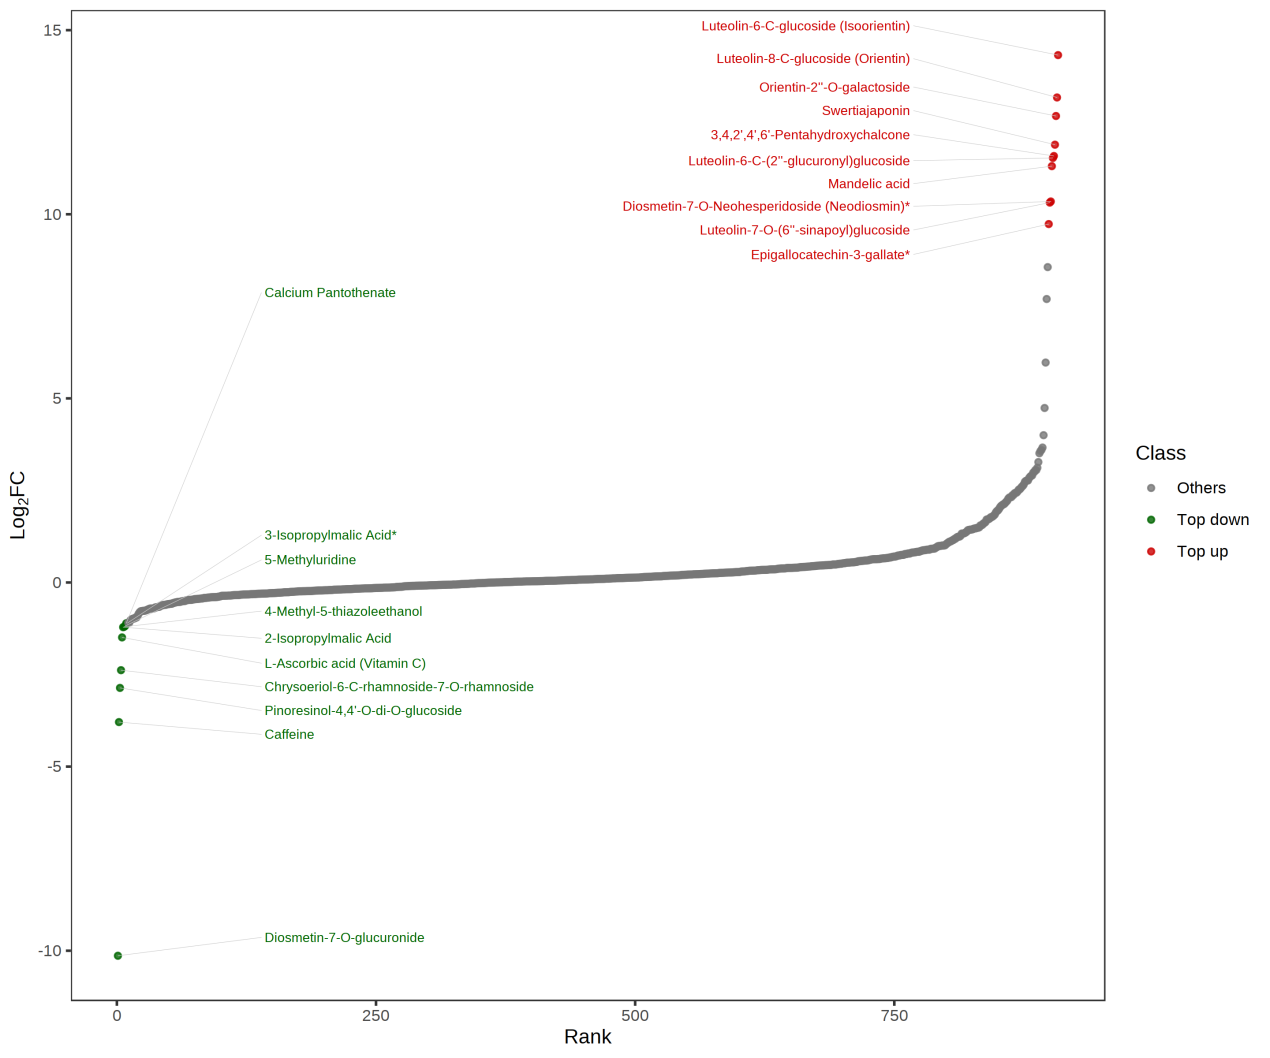 Luteolin-6-C-glucoside (Isoorientin)
Luteolin-8-C-glucoside (Orientin)
Orientin-2''-O-galactoside
Swertiajaponin
3,4,2',4',6'-Pentahydroxychalcone
Luteolin-6-C-(2''-glucuronyl)glucoside
Mandelic acid
Diosmetin-7-O-Neohesperidoside (Neodiosmin)*
Luteolin-7-O-(6''-sinapoyl)glucoside
Epigallocatechin-3-gallate*
Calcium Pantothenate
3-Isopropylmalic Acid*
5-Methyluridine
4-Methyl-5-thiazoleethanol
2-Isopropylmalic Acid
L-Ascorbic acid (Vitamin C)
Chrysoeriol-6-C-rhamnoside-7-O-rhamnoside
Pinoresinol-4,4'-O-di-O-glucoside
Caffeine
Diosmetin-7-O-glucuronide
15
10
5
0
-5
-10
Log₂FC
0
250
500
750
Rank
Class
Others
Top down
Top up